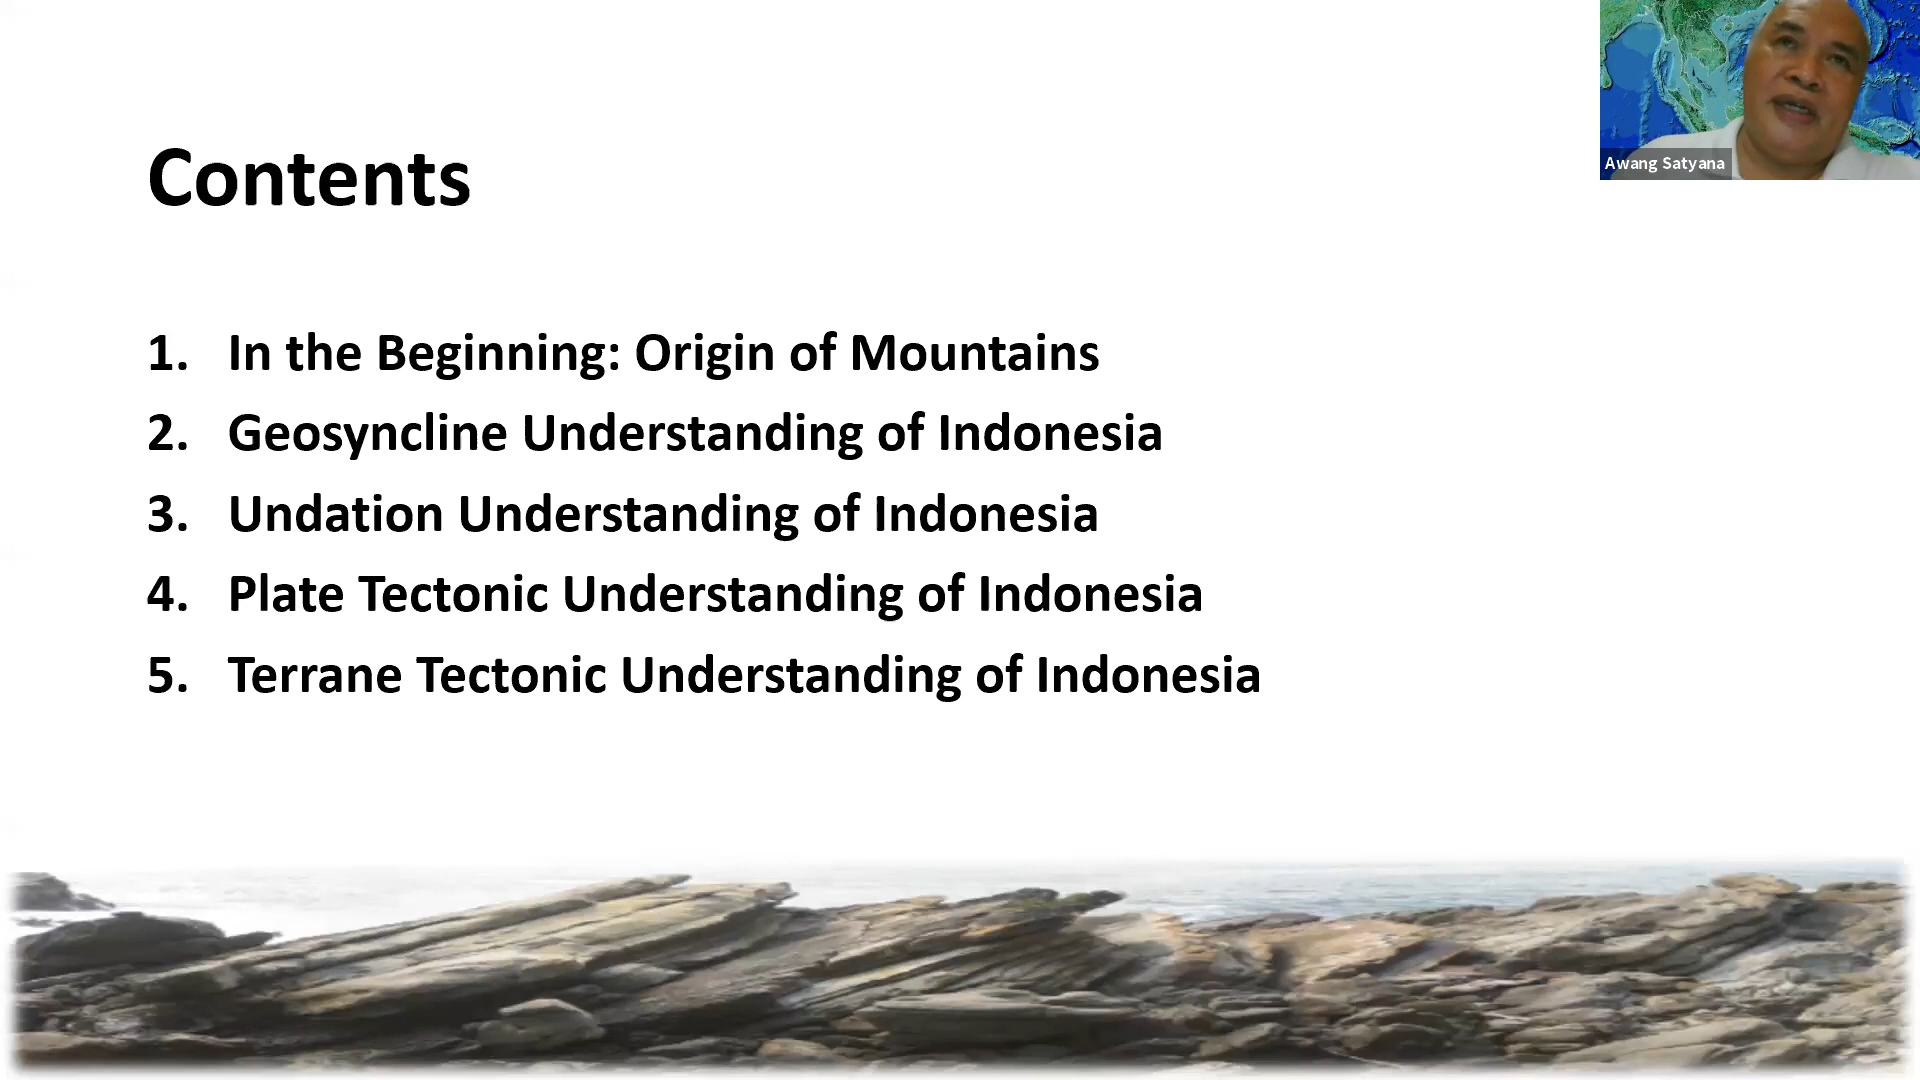 Contents
1. In the Beginning: Origin of Mountains
2. Geosyncline Understanding of Indonesia
3. Undation Understanding of Indonesia
4. Plate Tectonic Understanding of Indonesia
5. Terrane Tectonic Understanding of Indonesia
Awang Satyana